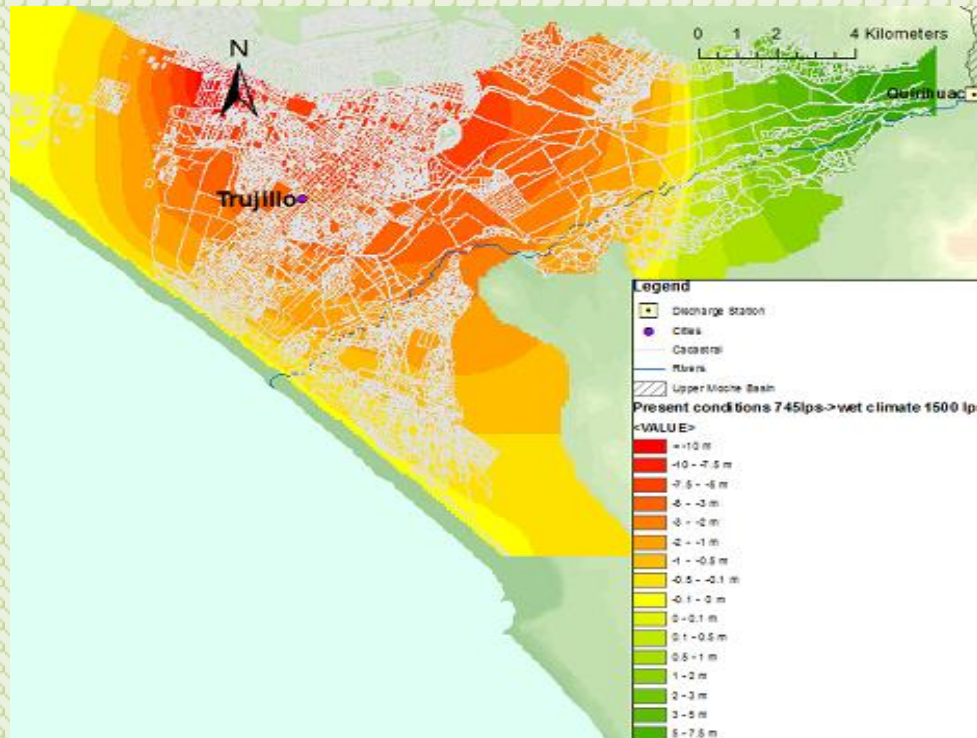 N
0 1 2 4 Kilometers
Quirihuac
Trujillo
Legend
Discharge Station
Cities
Cadastral
Rivers
Upper Moche Basin
Present conditions 745lps->wet climate 1500 lps
<VALUE>
-10 - -7.5 m
-7.5 - -5 m
-5 - -3 m
-3 - -2 m
-2 - -1 m
-1 - -0.5 m
-0.5 - -0.1 m
-0.1 - 0 m
0 - 0.1 m
0.1 - 0.5 m
0.5 - 1 m
1 - 2 m
2 - 3 m
3 - 5 m
5 - 7.5 m